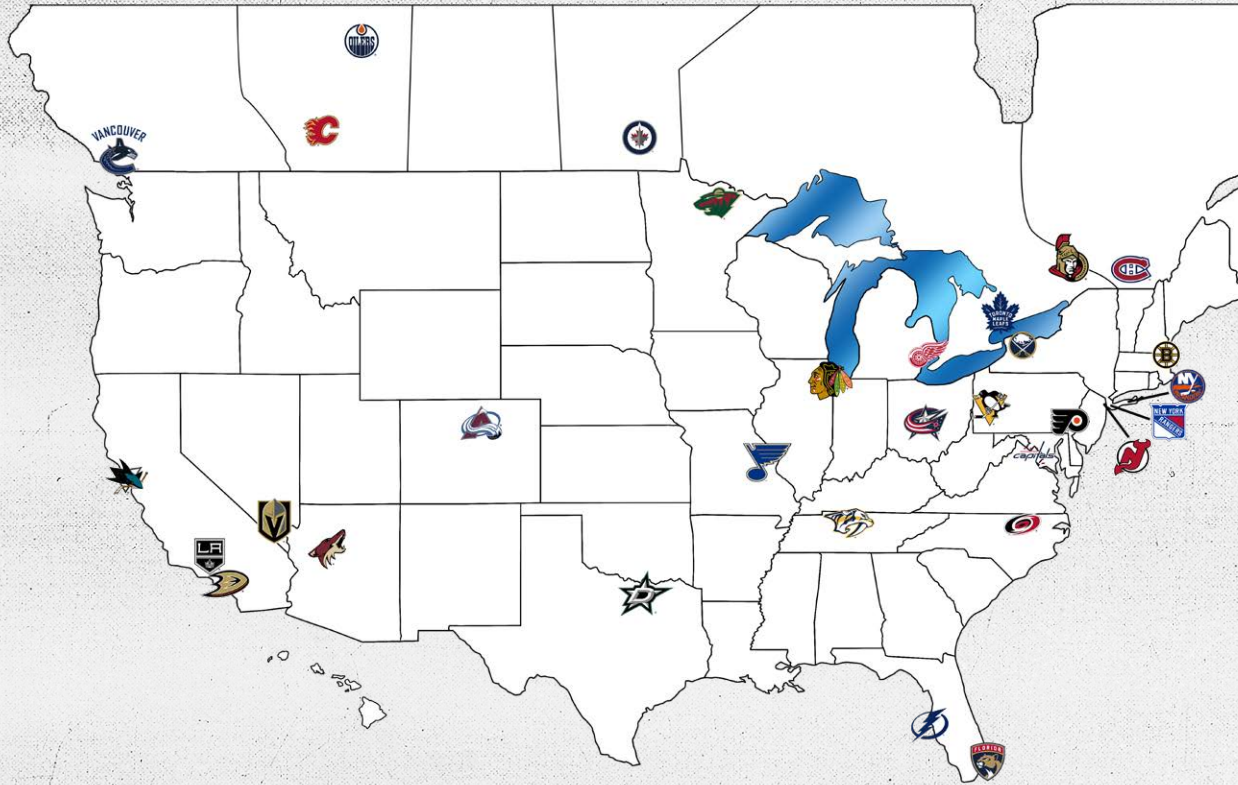 OILERS
VANCOUVER
TORONTO
MAPLE
LEAFS
B
NY
NEW YORK
RANGERS
capitals
LA
D
FLORIDA